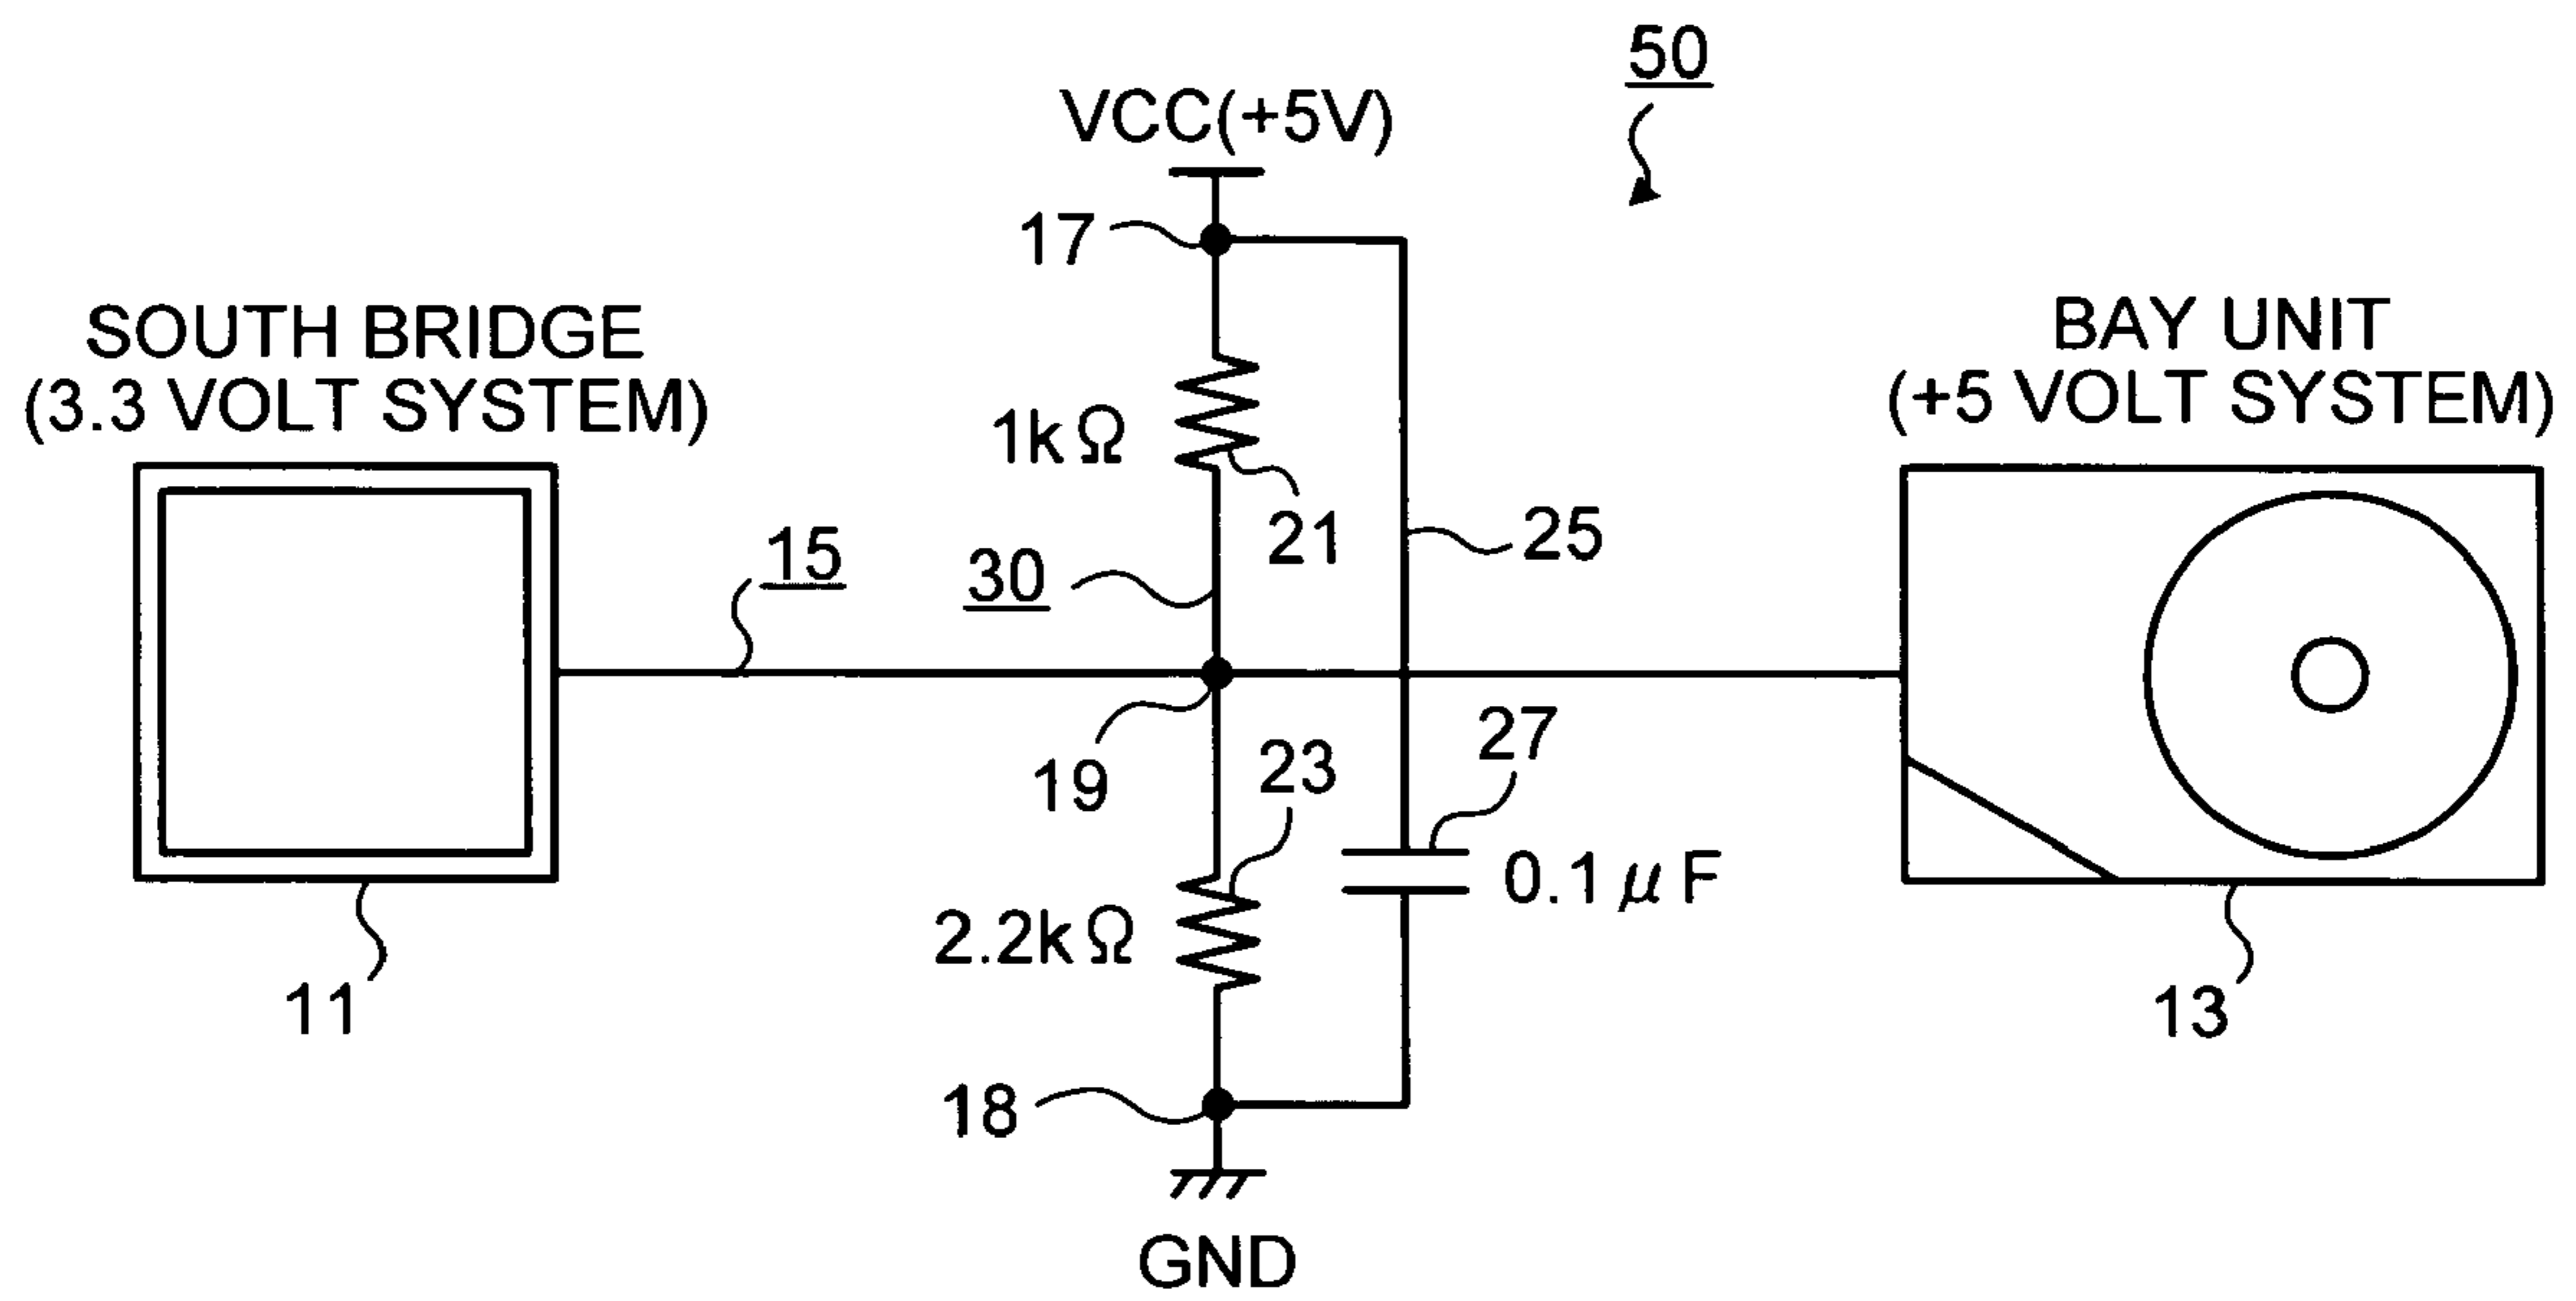 50
VCC(+5V)
17
SOUTH BRIDGE
(3.3 VOLT SYSTEM)
BAY UNIT
(+5 VOLT SYSTEM)
1kΩ
21
25
15
30
19
23
27
2.2kΩ
0.1μF
11
13
18
GND